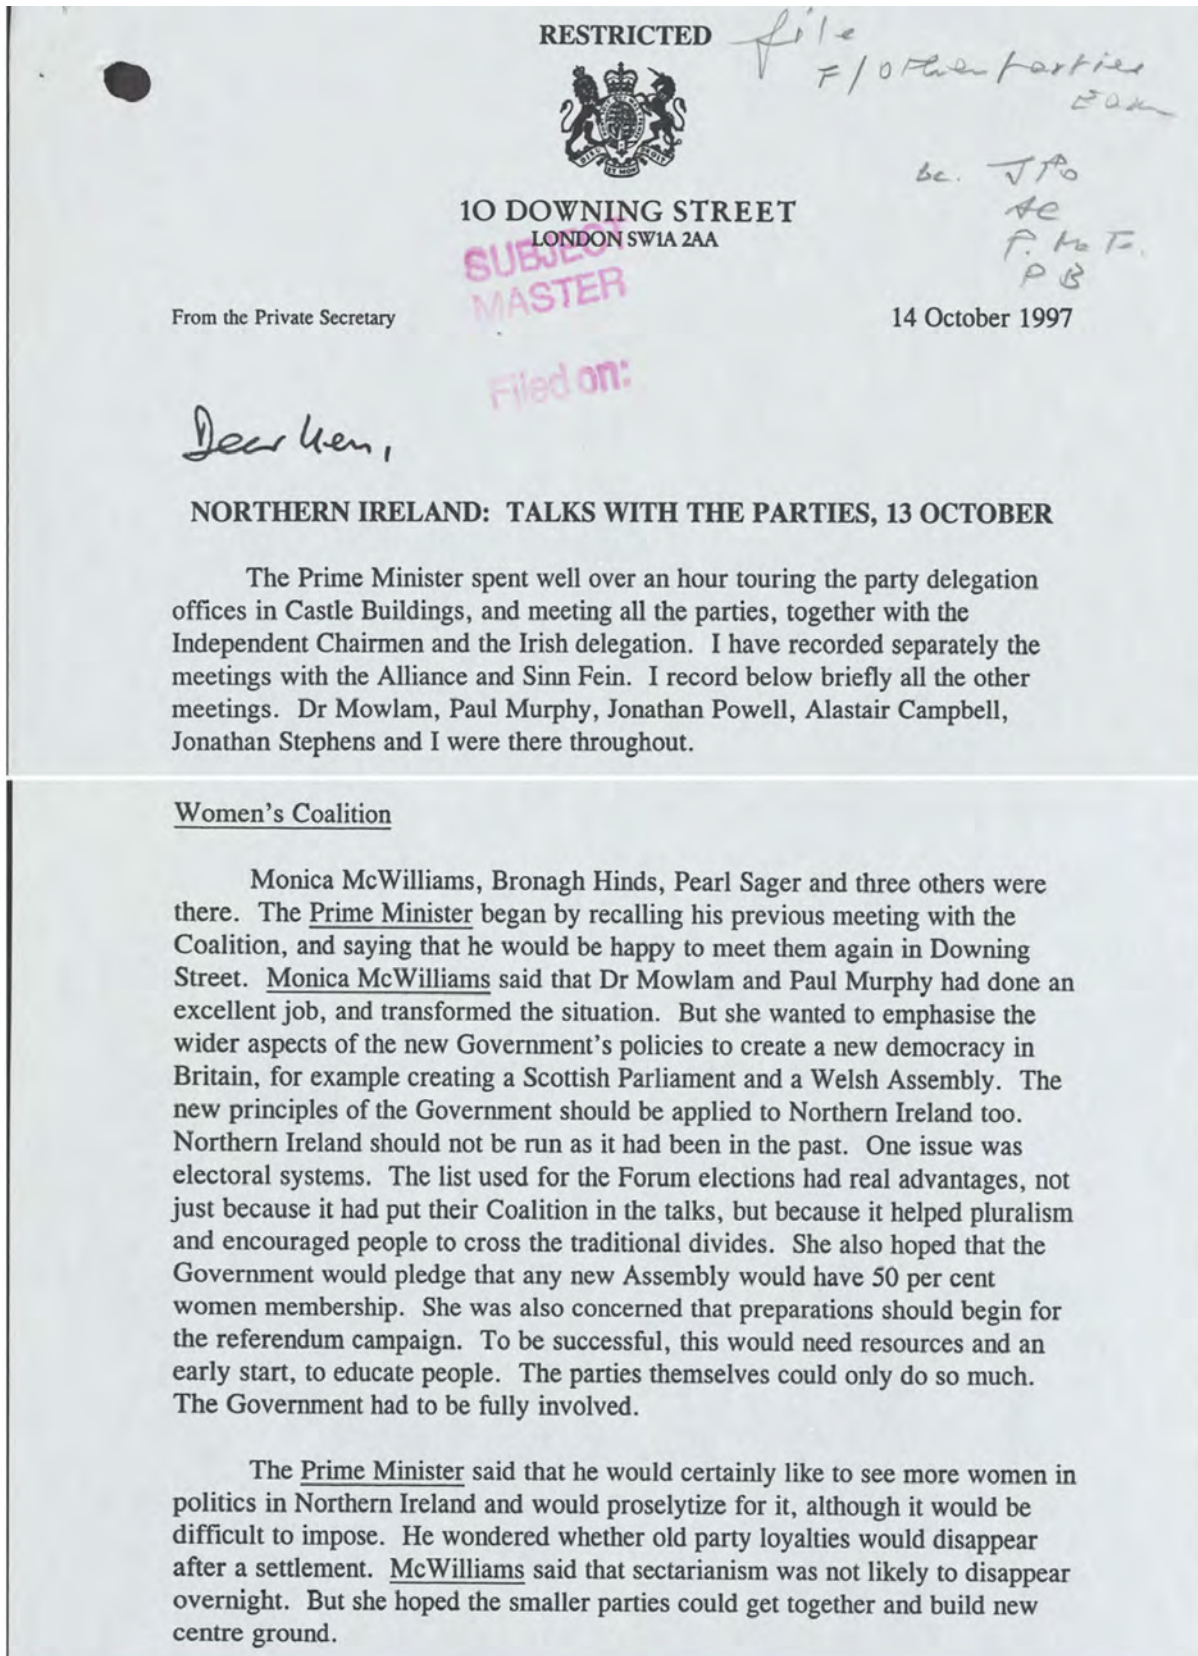 RESTRICTED
file
F/ Other parties
10 DOWNING STREET
LONDON SW1A 2AA
bc. JPo
AC
P. McF.
PB
SUBJECT
MASTER
From the Private Secretary
14 October 1997
Filed on:
Dear Ken,
NORTHERN IRELAND: TALKS WITH THE PARTIES, 13 OCTOBER
The Prime Minister spent well over an hour touring the party delegation
offices in Castle Buildings, and meeting all the parties, together with the
Independent Chairmen and the Irish delegation. I have recorded separately the
meetings with the Alliance and Sinn Fein. I record below briefly all the other
meetings. Dr Mowlam, Paul Murphy, Jonathan Powell, Alastair Campbell,
Jonathan Stephens and I were there throughout.
Women's Coalition
Monica McWilliams, Bronagh Hinds, Pearl Sager and three others were
there. The Prime Minister began by recalling his previous meeting with the
Coalition, and saying that he would be happy to meet them again in Downing
Street. Monica McWilliams said that Dr Mowlam and Paul Murphy had done an
excellent job, and transformed the situation. But she wanted to emphasise the
wider aspects of the new Government's policies to create a new democracy in
Britain, for example creating a Scottish Parliament and a Welsh Assembly. The
new principles of the Government should be applied to Northern Ireland too.
Northern Ireland should not be run as it had been in the past. One issue was
electoral systems. The list used for the Forum elections had real advantages, not
just because it had put their Coalition in the talks, but because it helped pluralism
and encouraged people to cross the traditional divides. She also hoped that the
Government would pledge that any new Assembly would have 50 per cent
women membership. She was also concerned that preparations should begin for
the referendum campaign. To be successful, this would need resources and an
early start, to educate people. The parties themselves could only do so much.
The Government had to be fully involved.
The Prime Minister said that he would certainly like to see more women in
politics in Northern Ireland and would proselytize for it, although it would be
difficult to impose. He wondered whether old party loyalties would disappear
after a settlement. McWilliams said that sectarianism was not likely to disappear
overnight. But she hoped the smaller parties could get together and build new
centre ground.